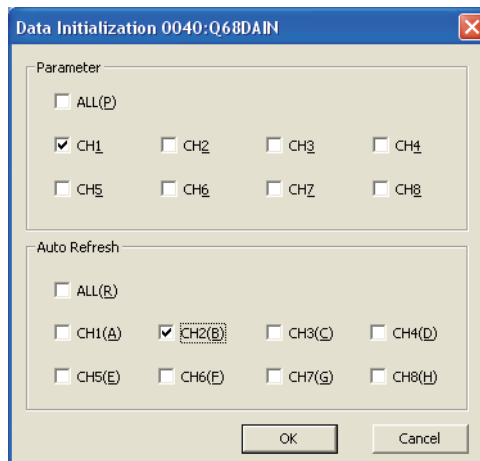 Data Initialization 0040:Q68DAIN
Parameter
ALL(P)
CH1 CH2 CH3 CH4
CH5 CH6 CH7 CH8
Auto Refresh
ALL(R)
CH1(A) CH2(B) CH3(C) CH4(D)
CH5(E) CH6(F) CH7(G) CH8(H)
OK Cancel